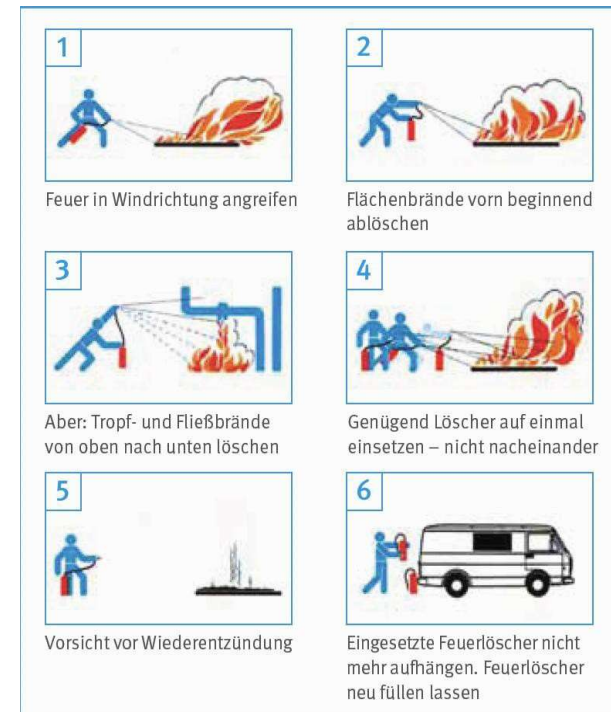 1
Feuer in Windrichtung angreifen
2
Flächenbrände vorn beginnend
ablöschen
3
Aber: Tropf- und Fließbrände
von oben nach unten löschen
4
Genügend Löscher auf einmal
einsetzen – nicht nacheinander
5
Vorsicht vor Wiederentzündung
6
Eingesetzte Feuerlöscher nicht
mehr aufhängen. Feuerlöscher
neu füllen lassen